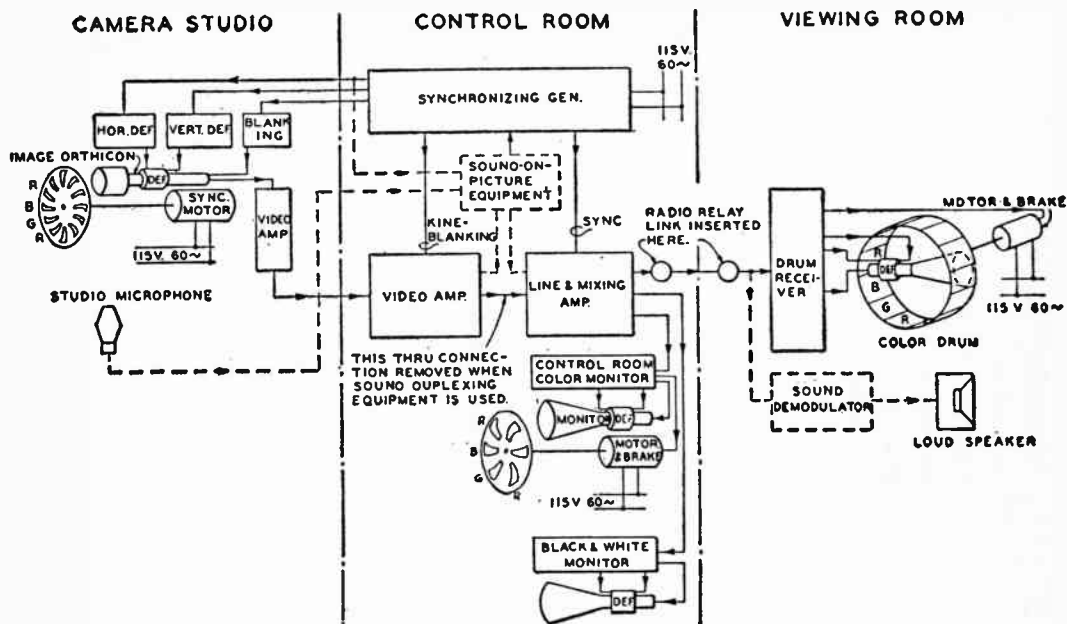 CAMERA STUDIO
CONTROL ROOM
VIEWING ROOM
SYNCHRONIZING GEN.
115V.
60~
HOR. DEF
VERT. DEF
BLANK
ING
IMAGE ORTHICON
DEF
R
B
G
R
SYNC.
MOTOR
115V. 60~
VIDEO
AMP
STUDIO MICROPHONE
SOUND-ON-
PICTURE
EQUIPMENT
KINE-
BLANKING
SYNC
VIDEO AMP.
LINE & MIXING
AMP.
RADIO RELAY
LINK INSERTED
HERE.
THIS THRU CONNEC-
TION REMOVED WHEN
SOUND DUPLEXING
EQUIPMENT IS USED.
CONTROL ROOM
COLOR MONITOR
MONITOR
DEF
R
B
G
R
MOTOR
& BRAKE
115V 60~
BLACK & WHITE
MONITOR
DEF
DRUM
RECEI-
VER
MOTOR & BRAKE
R
DEF
B
G
R
115 V 60~
COLOR DRUM
SOUND
DEMODULATOR
LOUD SPEAKER